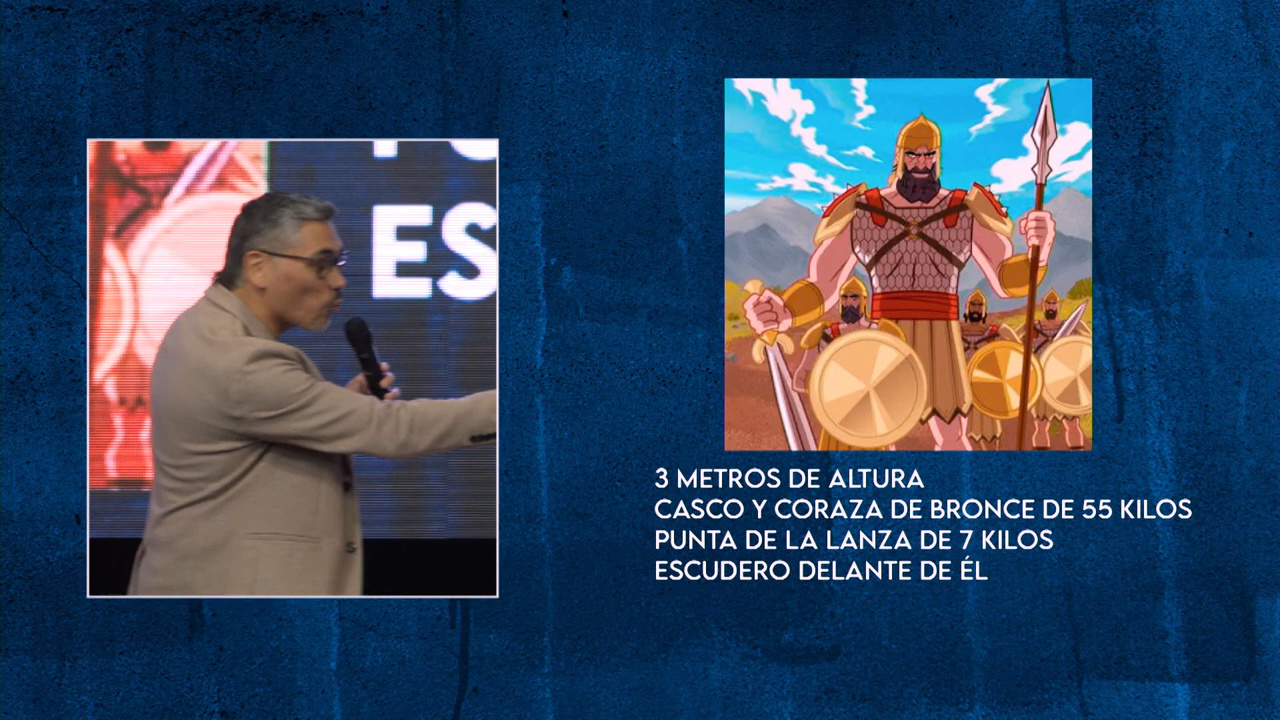 ES
3 METROS DE ALTURA
CASCO Y CORAZA DE BRONCE DE 55 KILOS
PUNTA DE LA LANZA DE 7 KILOS
ESCUDERO DELANTE DE ÉL